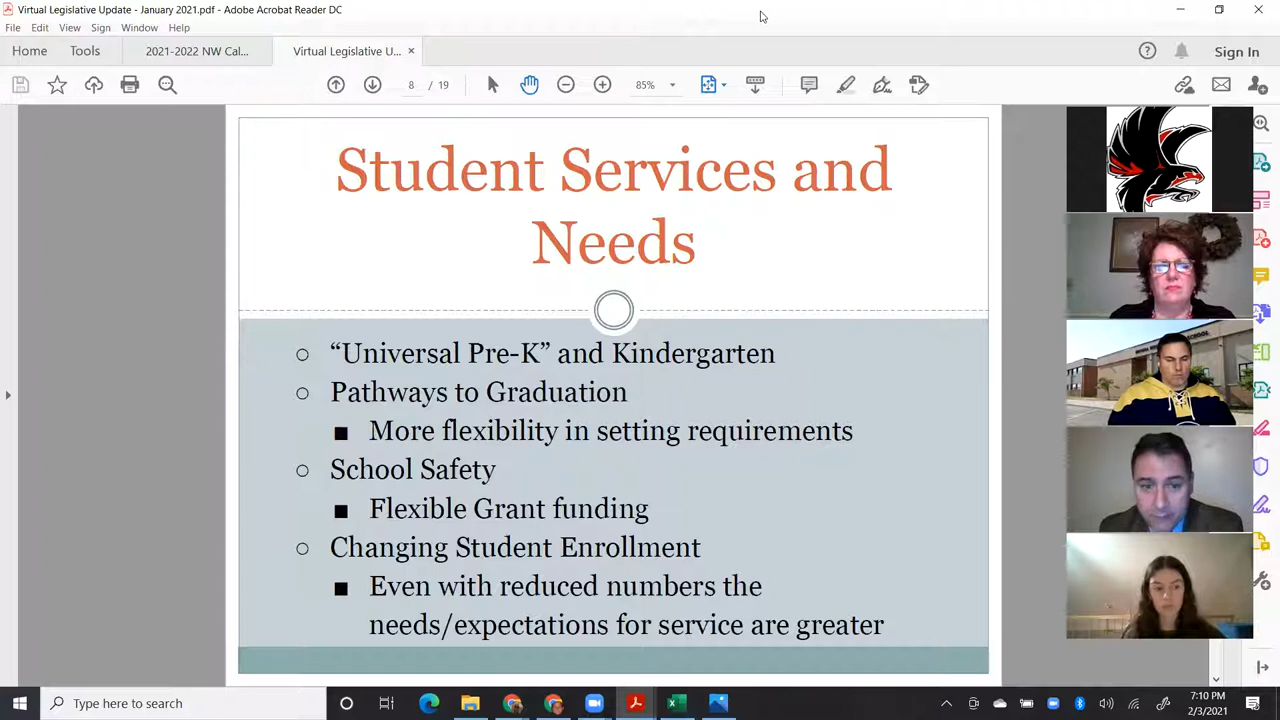 Virtual Legislative Update - January 2021.pdf - Adobe Acrobat Reader DC
File Edit View Sign Window Help
Home Tools 2021-2022 NW Cal... Virtual Legislative U... × Sign In
8 / 19 85%
Student Services and
Needs
“Universal Pre-K” and Kindergarten
Pathways to Graduation
More flexibility in setting requirements
School Safety
Flexible Grant funding
Changing Student Enrollment
Even with reduced numbers the
needs/expectations for service are greater
Type here to search
7:10 PM
2/3/2021